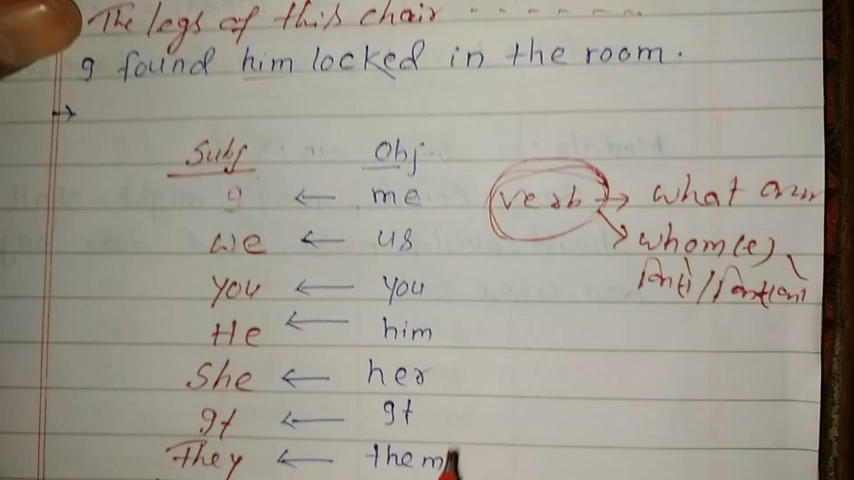 The legs of this chair - - - - - - -
I found him locked in the room.
→
Subj Obj
I ← me
we ← us
you ← you
He ← him
She ← her
It ← It
They ← them
verb → what
→ whom(e)